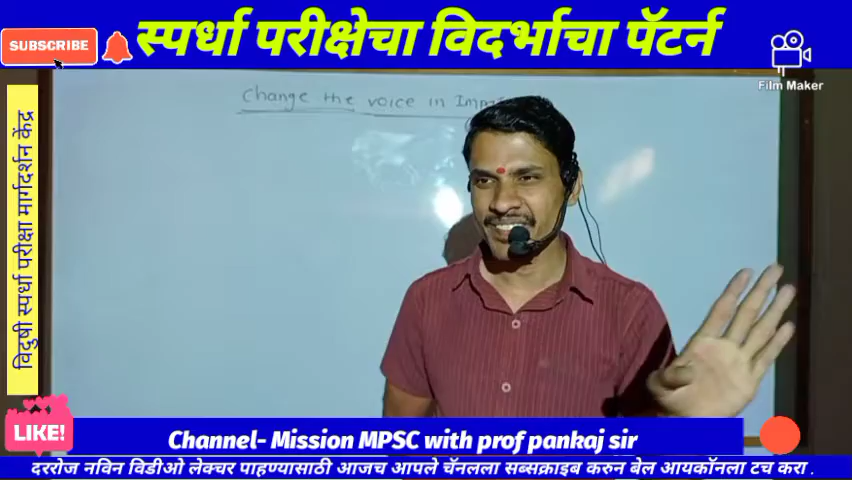 स्पर्धा परीक्षेचा विदर्भाचा पॅटर्न
SUBSCRIBE
Film Maker
Change the voice in
विदुषी स्पर्धा परीक्षा मार्गदर्शन केंद्र
LIKE!
Channel- Mission MPSC with prof pankaj sir
दररोज नविन विडीओ लेक्चर पाहण्यासाठी आजच आपले चॅनलला सब्सक्राइब करुन बेल आयकॉनला टच करा .